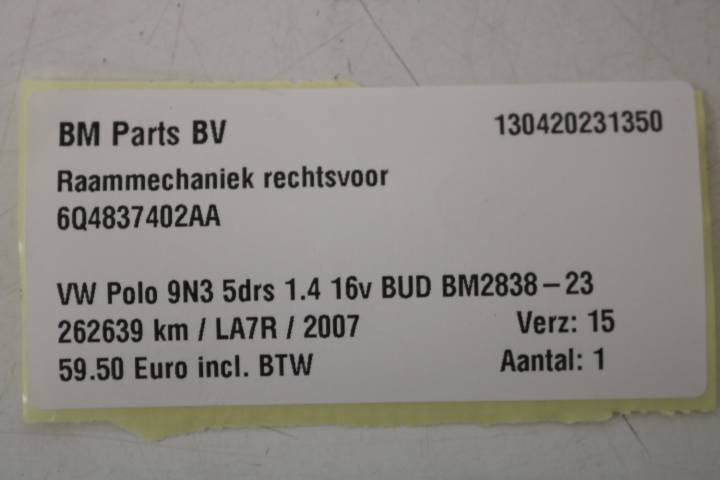 BM Parts BV 130420231350
Raammechaniek rechtsvoor
6Q4837402AA
VW Polo 9N3 5drs 1.4 16v BUD BM2838-23
262639 km / LA7R / 2007 Verz: 15
59.50 Euro incl. BTW Aantal: 1